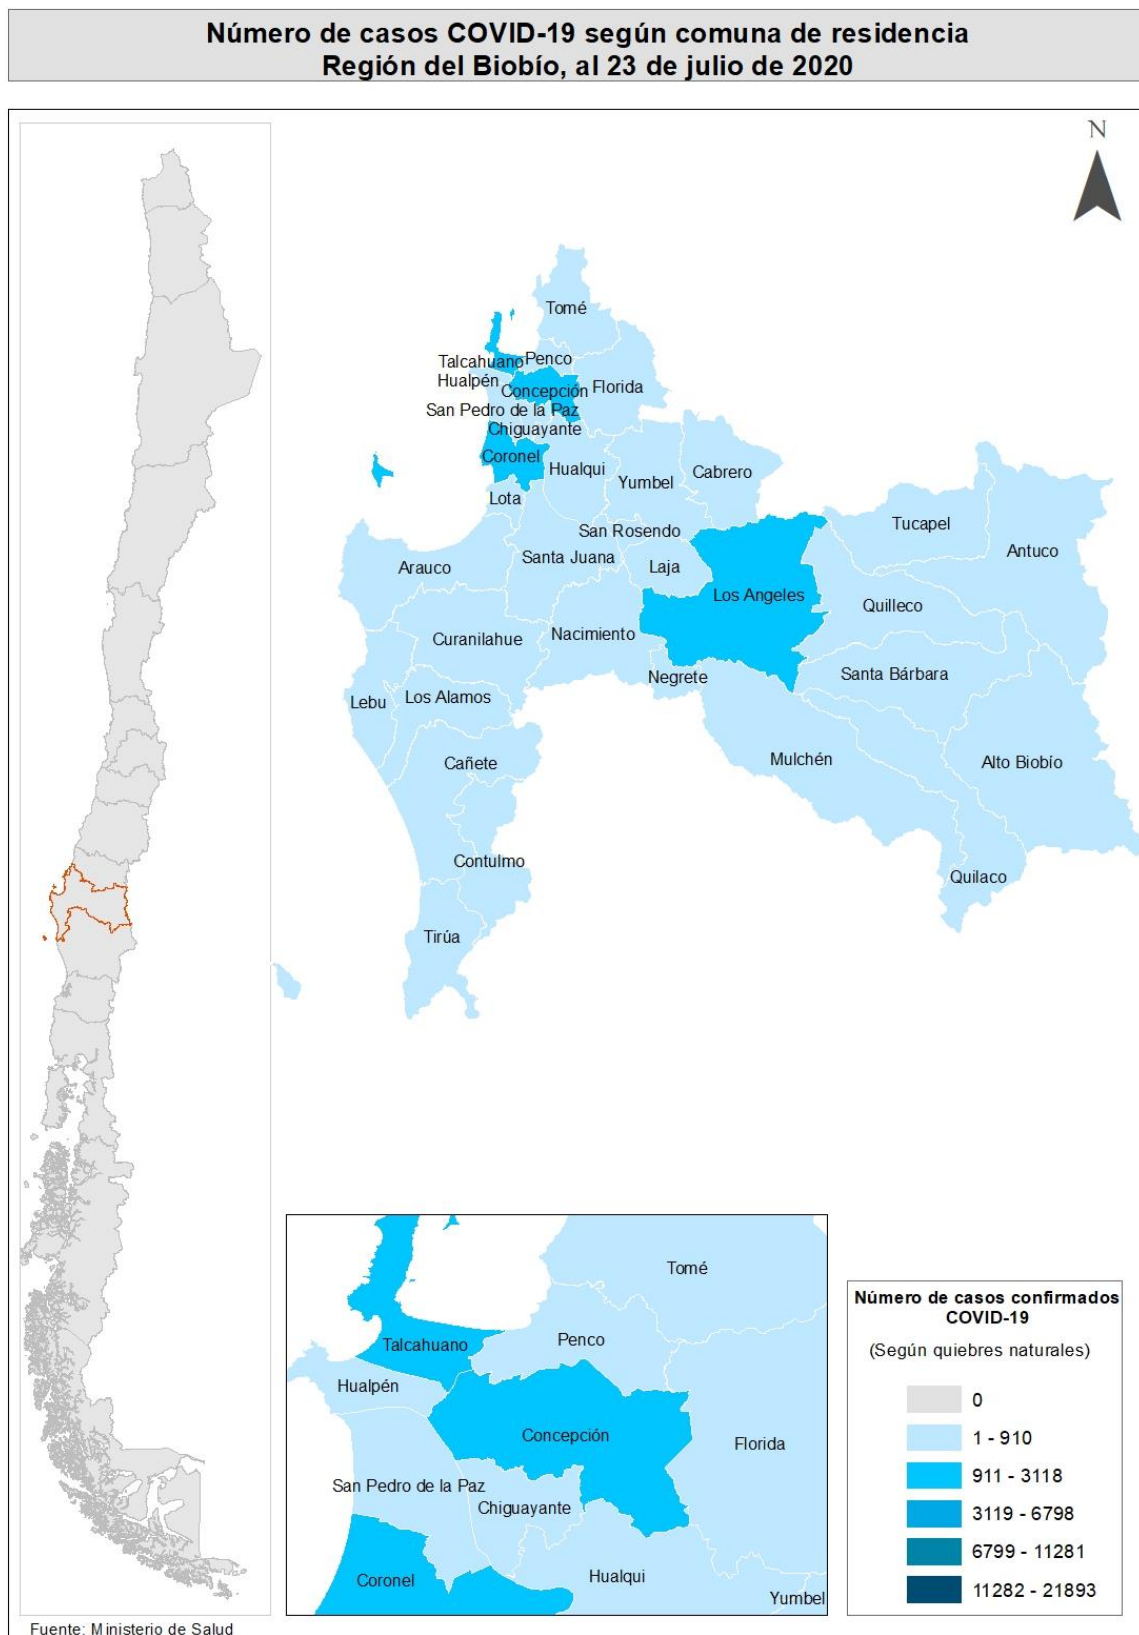 Número de casos COVID-19 según comuna de residencia
Región del Biobío, al 23 de julio de 2020
N
Tomé
Talcahuano
Penco
Hualpén
Concepción
Florida
San Pedro de la Paz
Chiguayante
Coronel
Hualqui
Yumbel
Cabrero
Lota
San Rosendo
Tucapel
Antuco
Arauco
Santa Juana
Laja
Los Angeles
Quilleco
Curanilahue
Nacimiento
Negrete
Santa Bárbara
Lebu
Los Alamos
Cañete
Mulchén
Alto Biobío
Contulmo
Quilaco
Tirúa
Tomé
Penco
Talcahuano
Hualpén
Concepción
Florida
San Pedro de la Paz
Chiguayante
Coronel
Hualqui
Yumbel
Número de casos confirmados
COVID-19
(Según quiebres naturales)
0
1 - 910
911 - 3118
3119 - 6798
6799 - 11281
11282 - 21893
Fuente: Ministerio de Salud